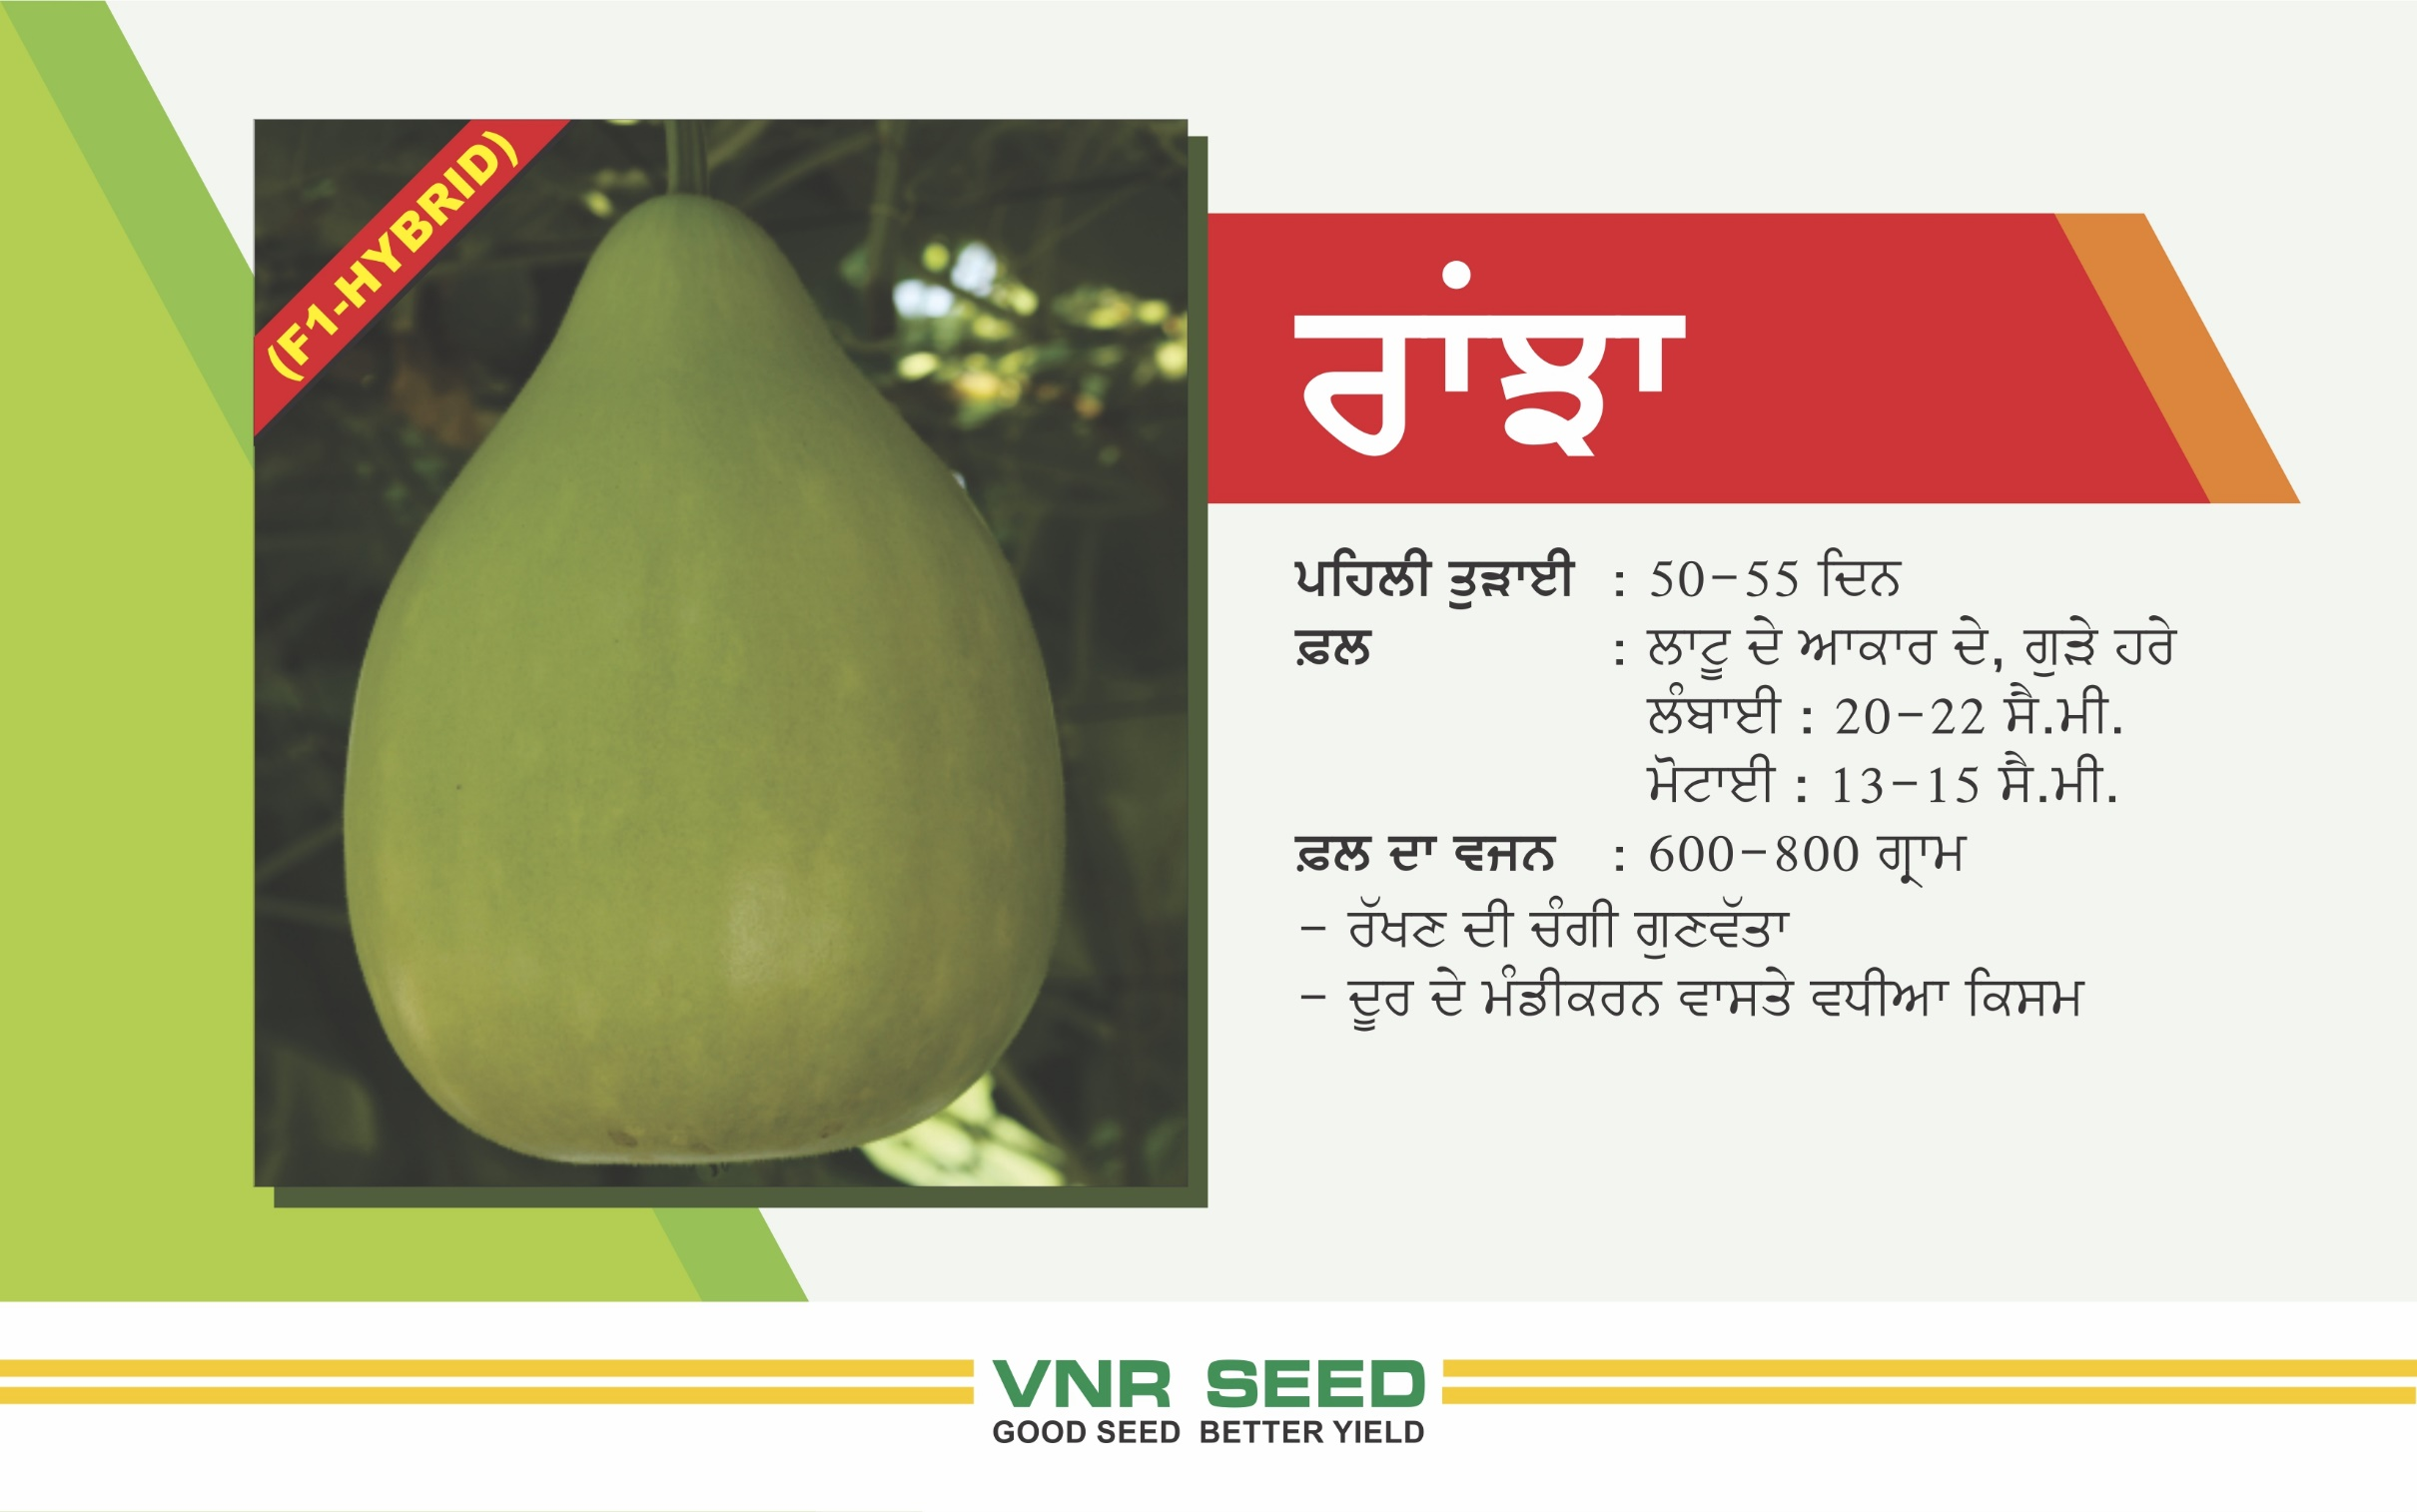 (F1-HYBRID))
ਰਾਂਝਾ
ਪਹਿਲੀ ਤੁੜਾਈ : 50-55 ਦਿਨ
ਫ਼ਲ : ਲਾਟੂ ਦੇ ਆਕਾਰ ਦੇ, ਗੁੜੇ ਹਰੇ
ਲੰਬਾਈ : 20-22 ਸੈ.ਮੀ.
ਮੋਟਾਈ : 13-15 ਸੈ.ਮੀ.
ਫ਼ਲ ਦਾ ਵਜਨ : 600-800 ਗ੍ਰਾਮ
- ਰੱਖਣ ਦੀ ਚੰਗੀ ਗੁਣਵੱਤਾ
- ਦੂਰ ਦੇ ਮੰਡੀਕਰਨ ਵਾਸਤੇ ਵਧੀਆ ਕਿਸਮ
VNR SEED
GOOD SEED BETTER YIELD